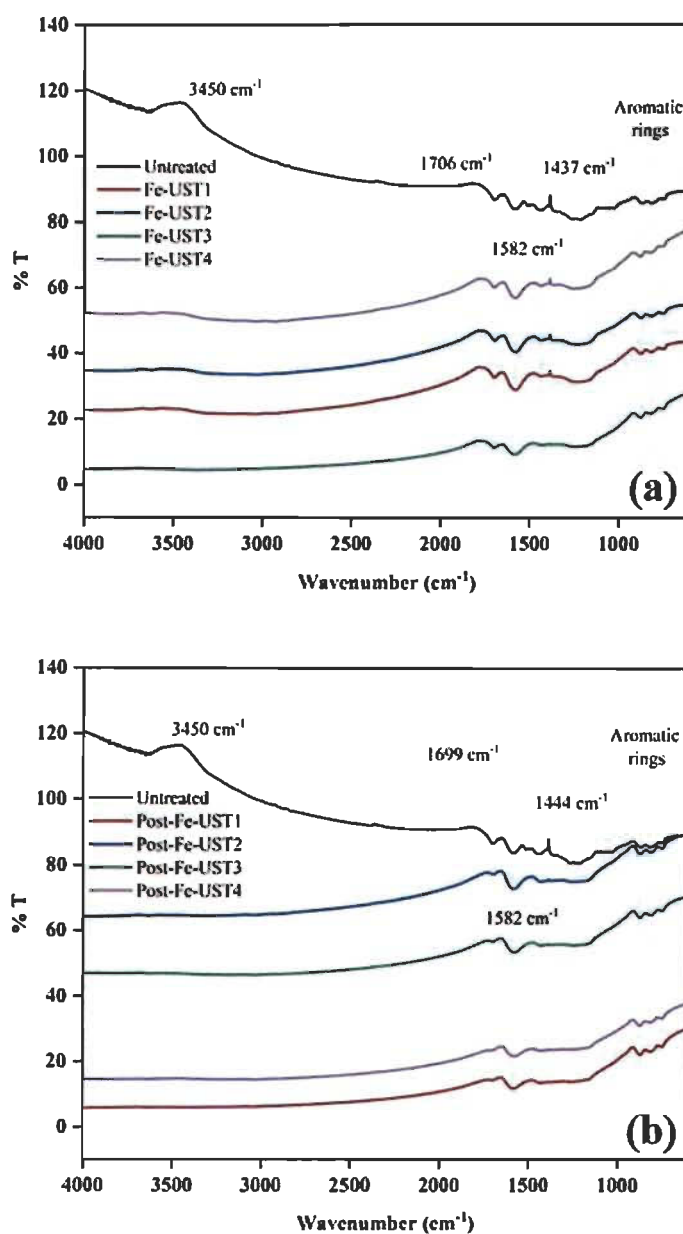 140
120
100
80
60
40
20
0
% T
3450 cm-1
1706 cm-1
1437 cm-1
Aromatic
rings
1582 cm-1
Untreated
Fe-UST1
Fe-UST2
Fe-UST3
Fe-UST4
(a)
4000 3500 3000 2500 2000 1500 1000
Wavenumber (cm-1)
140
120
100
80
60
40
20
0
% T
3450 cm-1
1699 cm-1
1444 cm-1
Aromatic
rings
1582 cm-1
Untreated
Post-Fe-UST1
Post-Fe-UST2
Post-Fe-UST3
Post-Fe-UST4
(b)
4000 3500 3000 2500 2000 1500 1000
Wavenumber (cm-1)